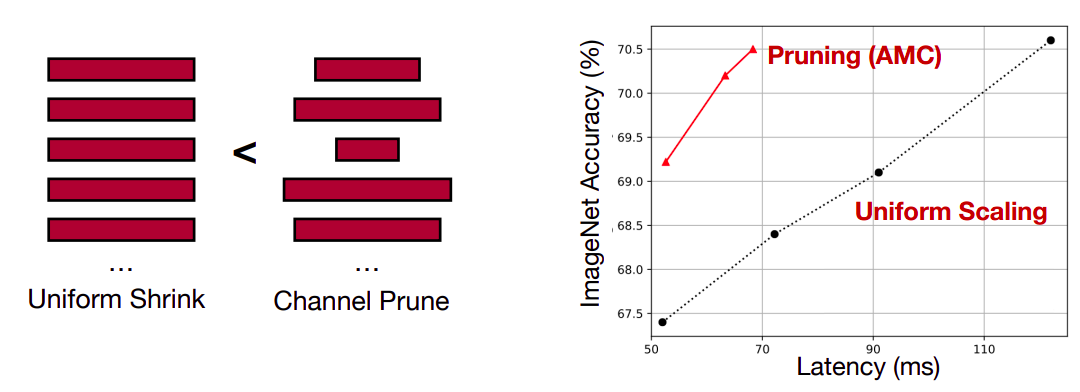 <
...
...
Uniform Shrink
Channel Prune
ImageNet Accuracy (%)
70.5
70.0
69.5
69.0
68.5
68.0
67.5
Pruning (AMC)
Uniform Scaling
50
70
90
110
Latency (ms)